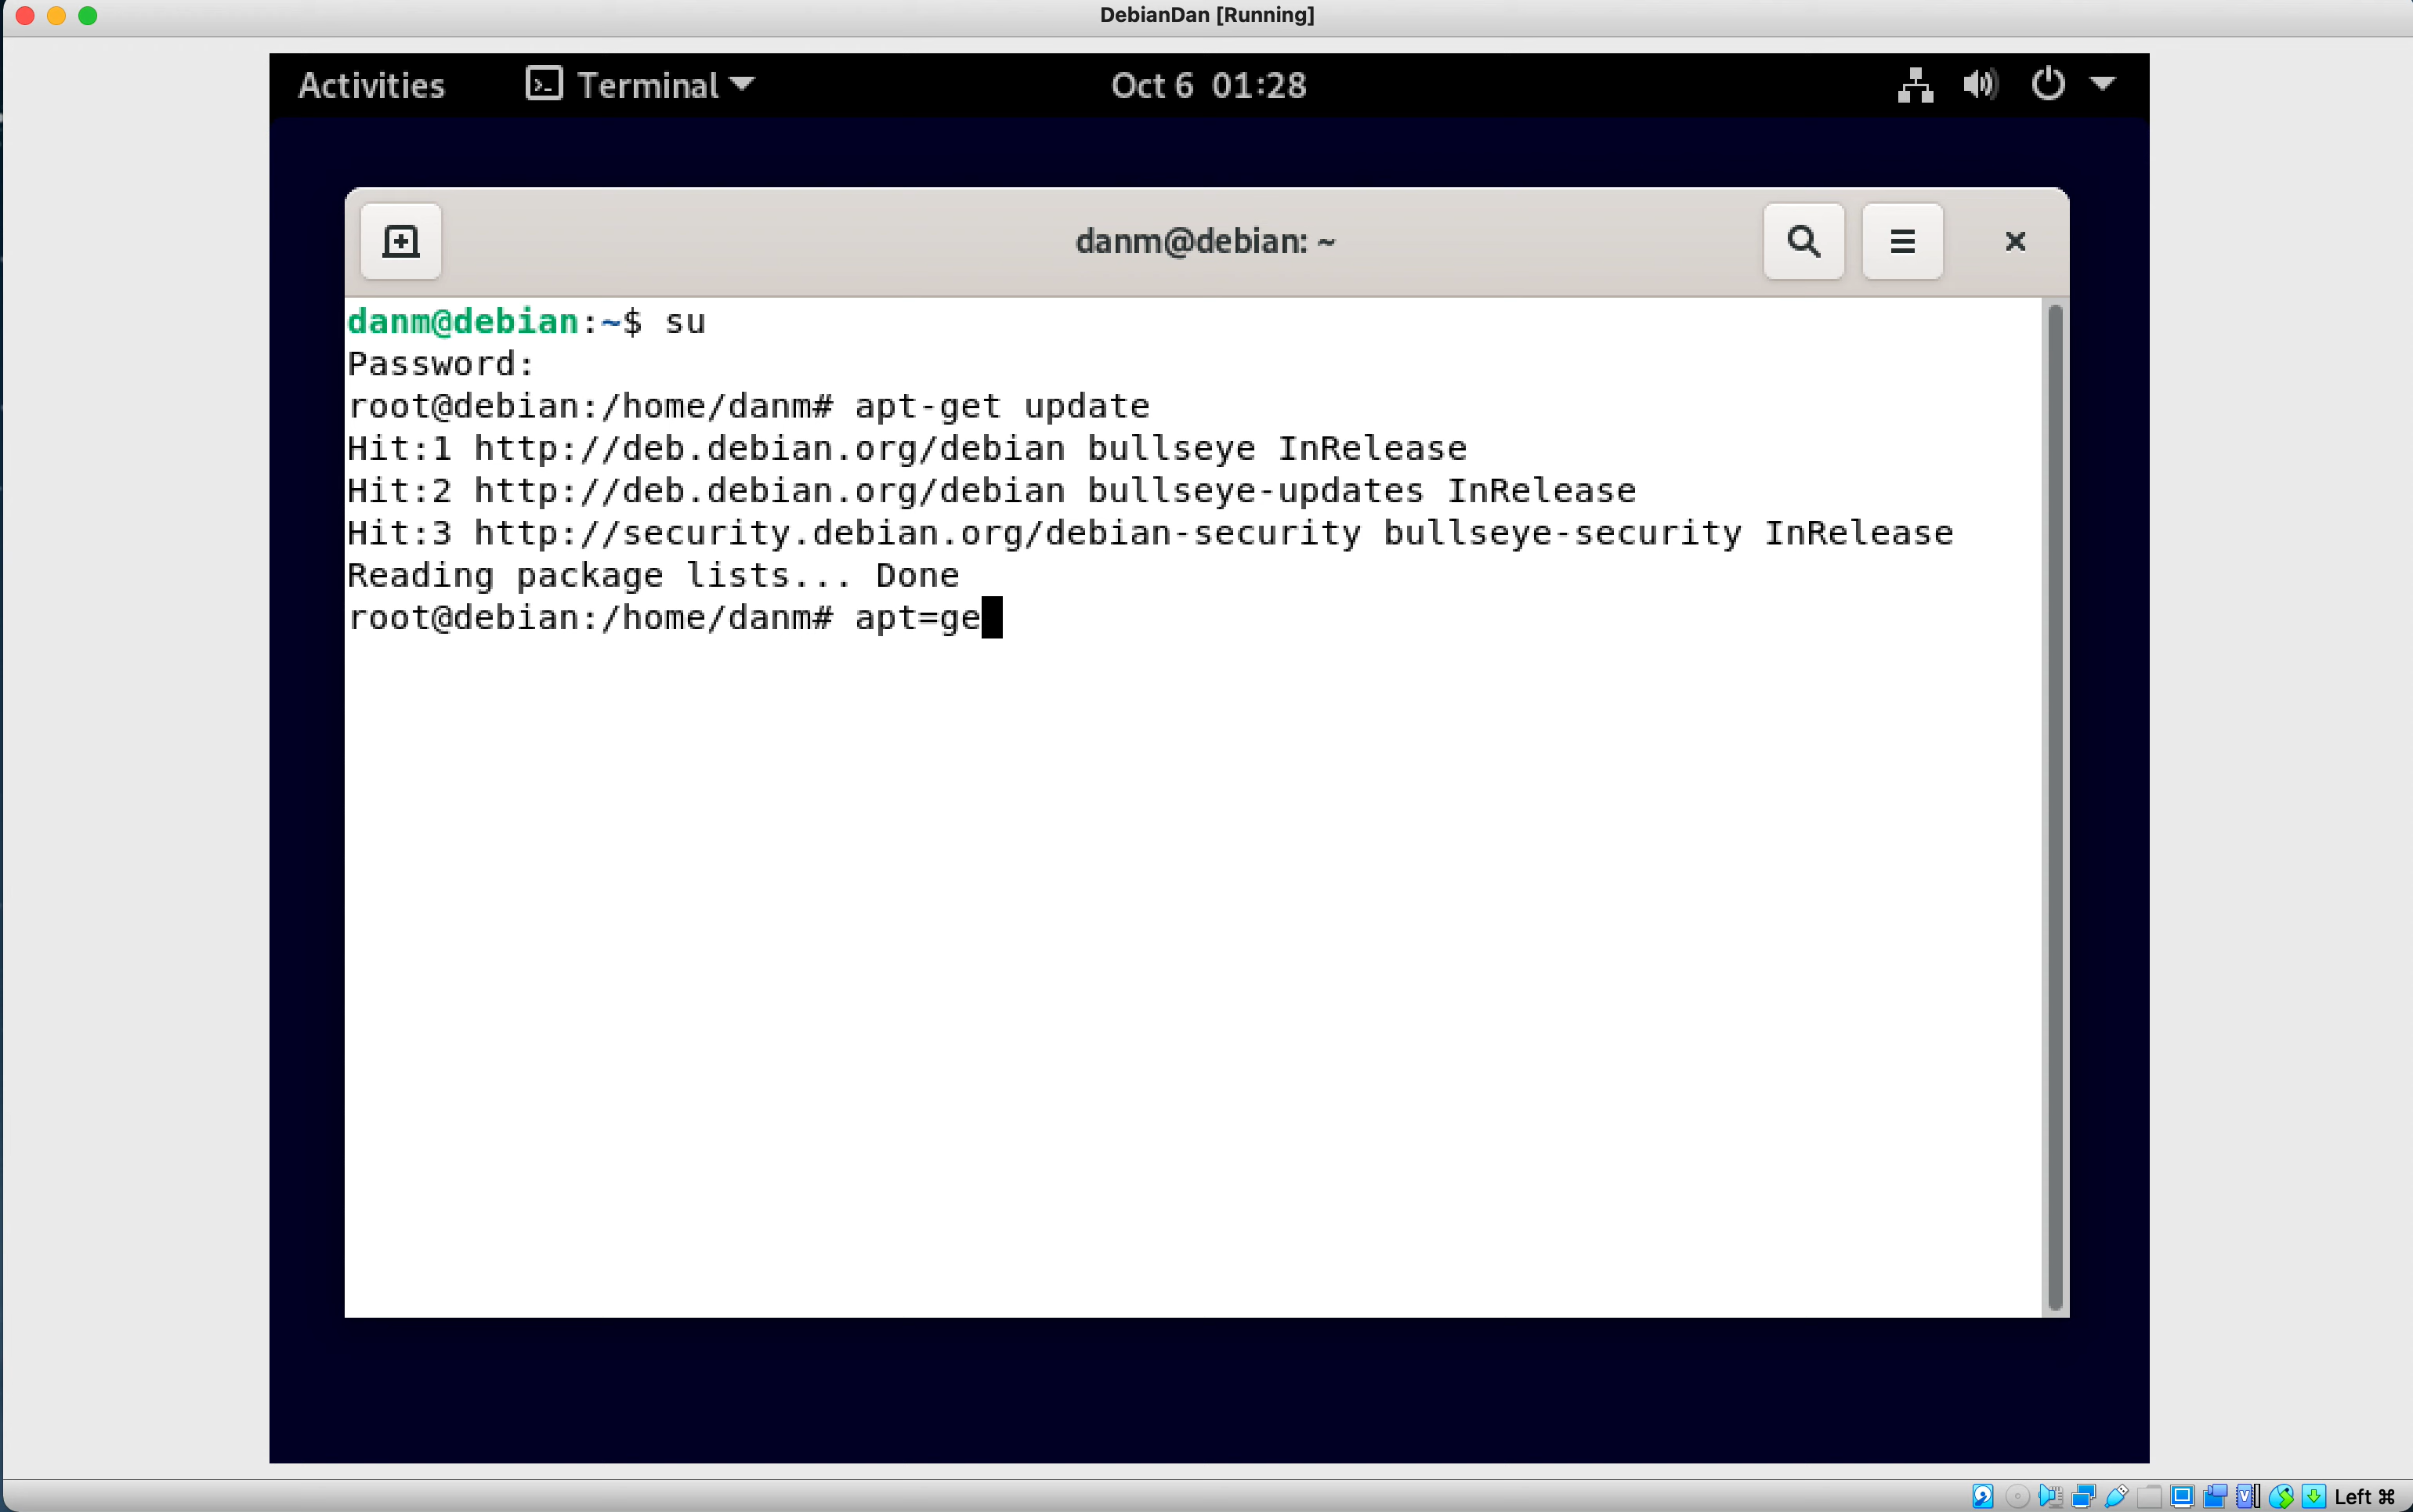 DebianDan [Running]
Activities Terminal Oct 6 01:28
danm@debian: ~
danm@debian:~$ su
Password:
root@debian:/home/danm# apt-get update
Hit:1 http://deb.debian.org/debian bullseye InRelease
Hit:2 http://deb.debian.org/debian bullseye-updates InRelease
Hit:3 http://security.debian.org/debian-security bullseye-security InRelease
Reading package lists... Done
root@debian:/home/danm# apt=ge
Left ⌘